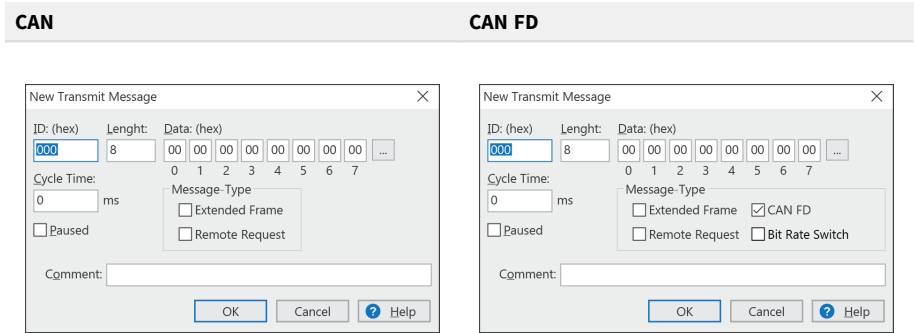 CAN
CAN FD
New Transmit Message
ID: (hex) Lenght: Data: (hex)
000 8 00 00 00 00 00 00 00 00 ...
0 1 2 3 4 5 6 7
Cycle Time:
Message-Type
0 ms
Extended Frame
Paused
Remote Request
Comment:
OK Cancel ? Help
New Transmit Message
ID: (hex) Lenght: Data: (hex)
000 8 00 00 00 00 00 00 00 00 ...
0 1 2 3 4 5 6 7
Cycle Time:
Message-Type
0 ms
Extended Frame CAN FD
Paused
Remote Request Bit Rate Switch
Comment:
OK Cancel ? Help